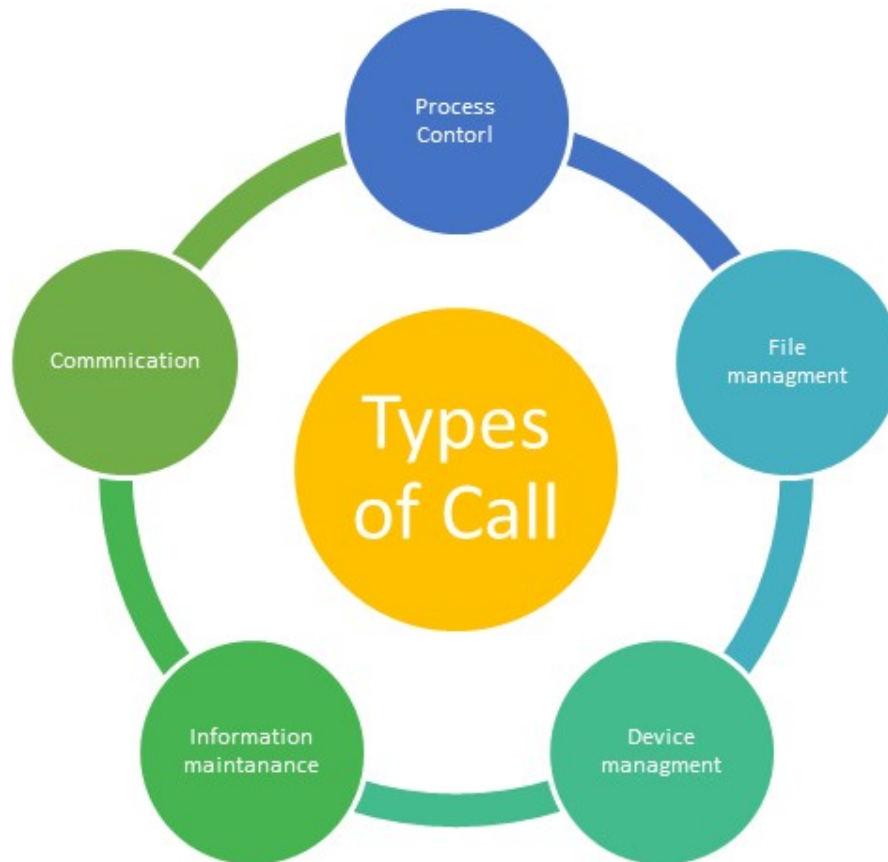 Process
Contorl
File
managment
Device
managment
Information
maintanance
Commnication
Types
of Call